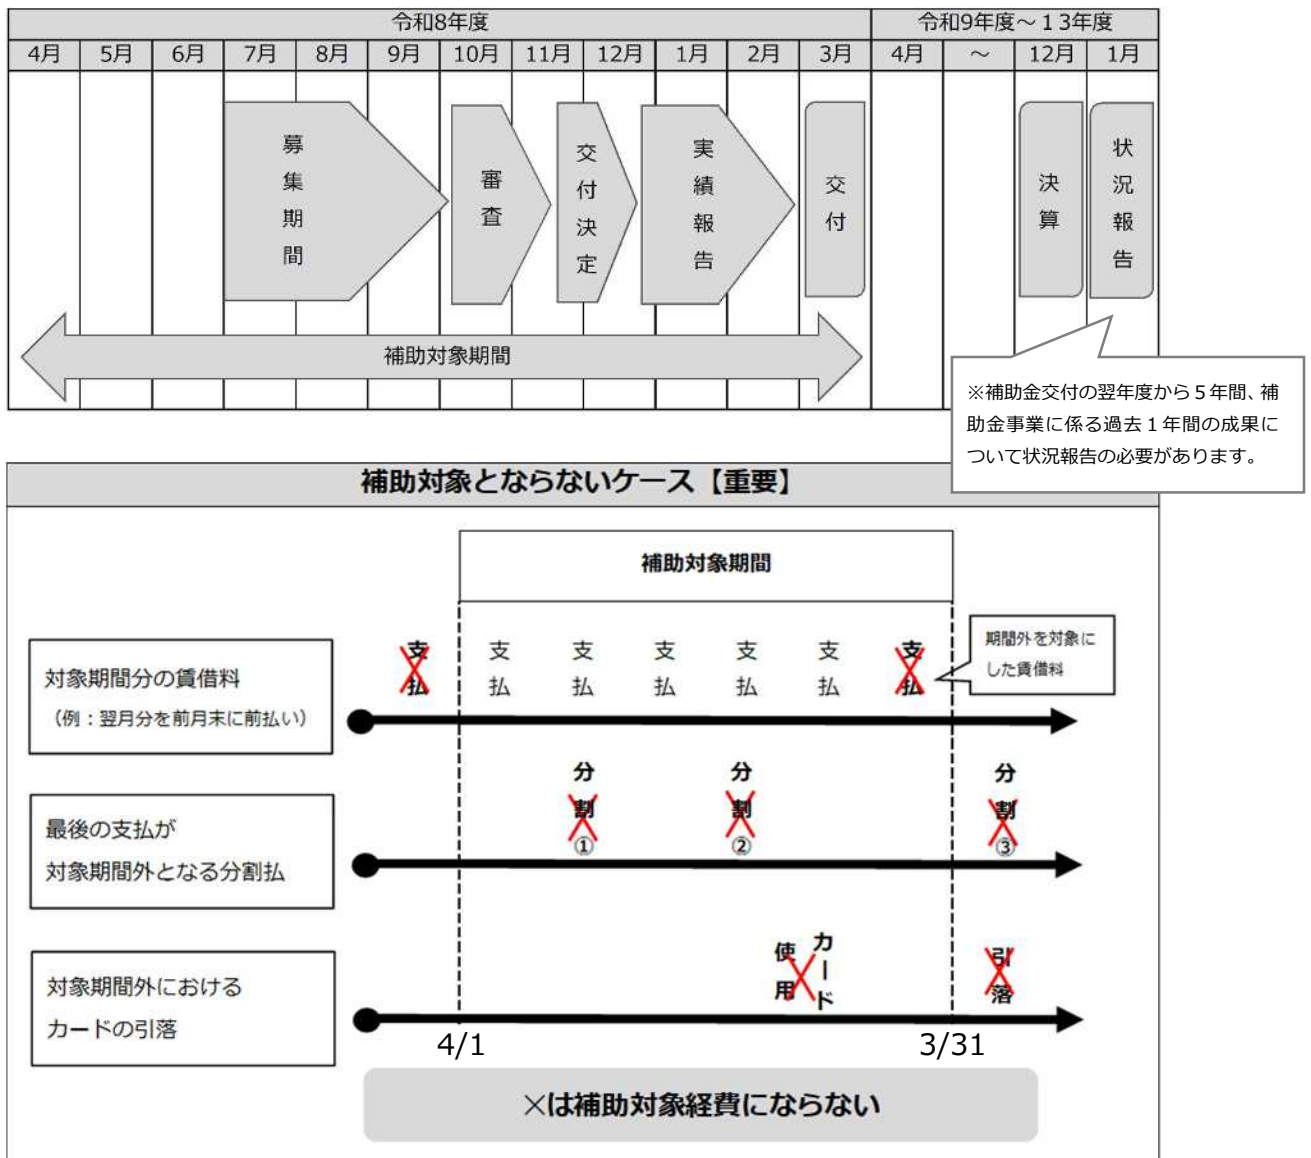 令和8年度
令和9年度～13年度
4月 5月 6月 7月 8月 9月 10月 11月 12月 1月 2月 3月 4月 ～ 12月 1月
募集期間
審査
交付決定
実績報告
交付
決算
状況報告
補助対象期間
※補助金交付の翌年度から５年間、補
助金事業に係る過去１年間の成果に
ついて状況報告の必要があります。
補助対象とならないケース【重要】
補助対象期間
対象期間分の賃借料
（例：翌月分を前月末に前払い）
支払 支払 支払 支払 支払 支払 支払
期間外を対象に
した賃借料
最後の支払が
対象期間外となる分割払
分割① 分割② 分割③
対象期間外における
カードの引落
カード使用
引落
4/1 3/31
×は補助対象経費にならない